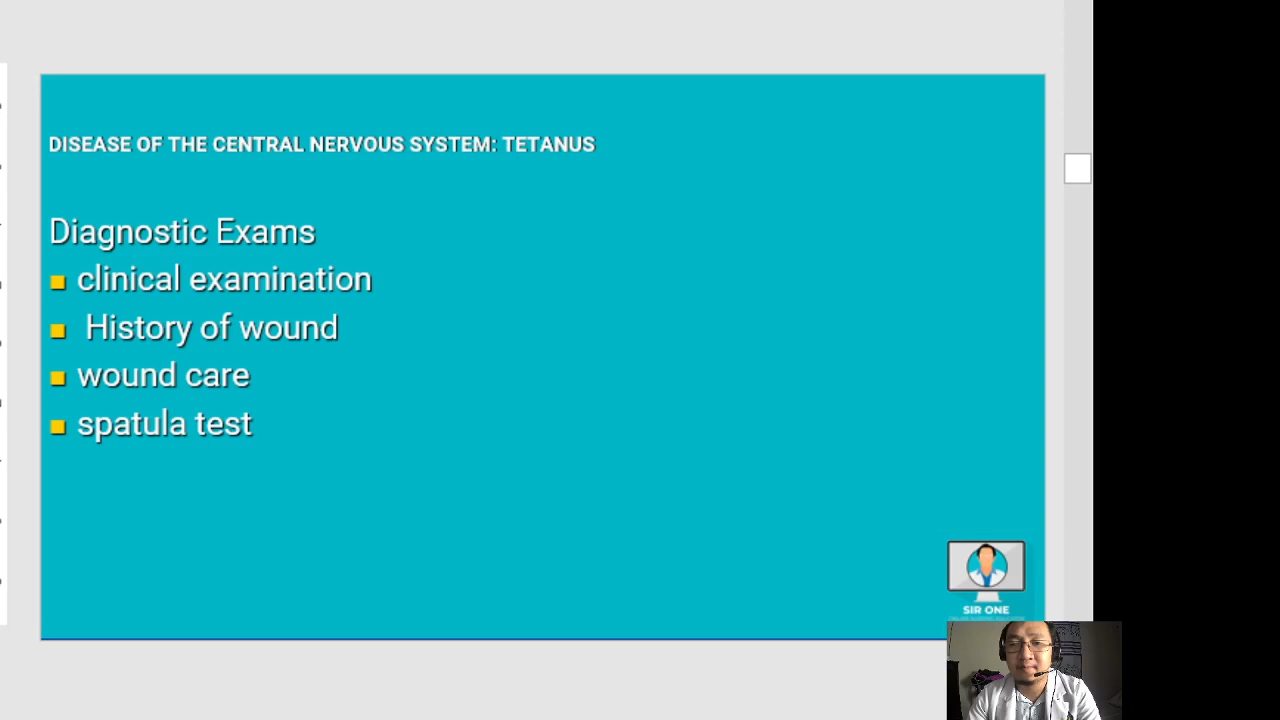 DISEASE OF THE CENTRAL NERVOUS SYSTEM: TETANUS
Diagnostic Exams
clinical examination
History of wound
wound care
spatula test
SIR ONE